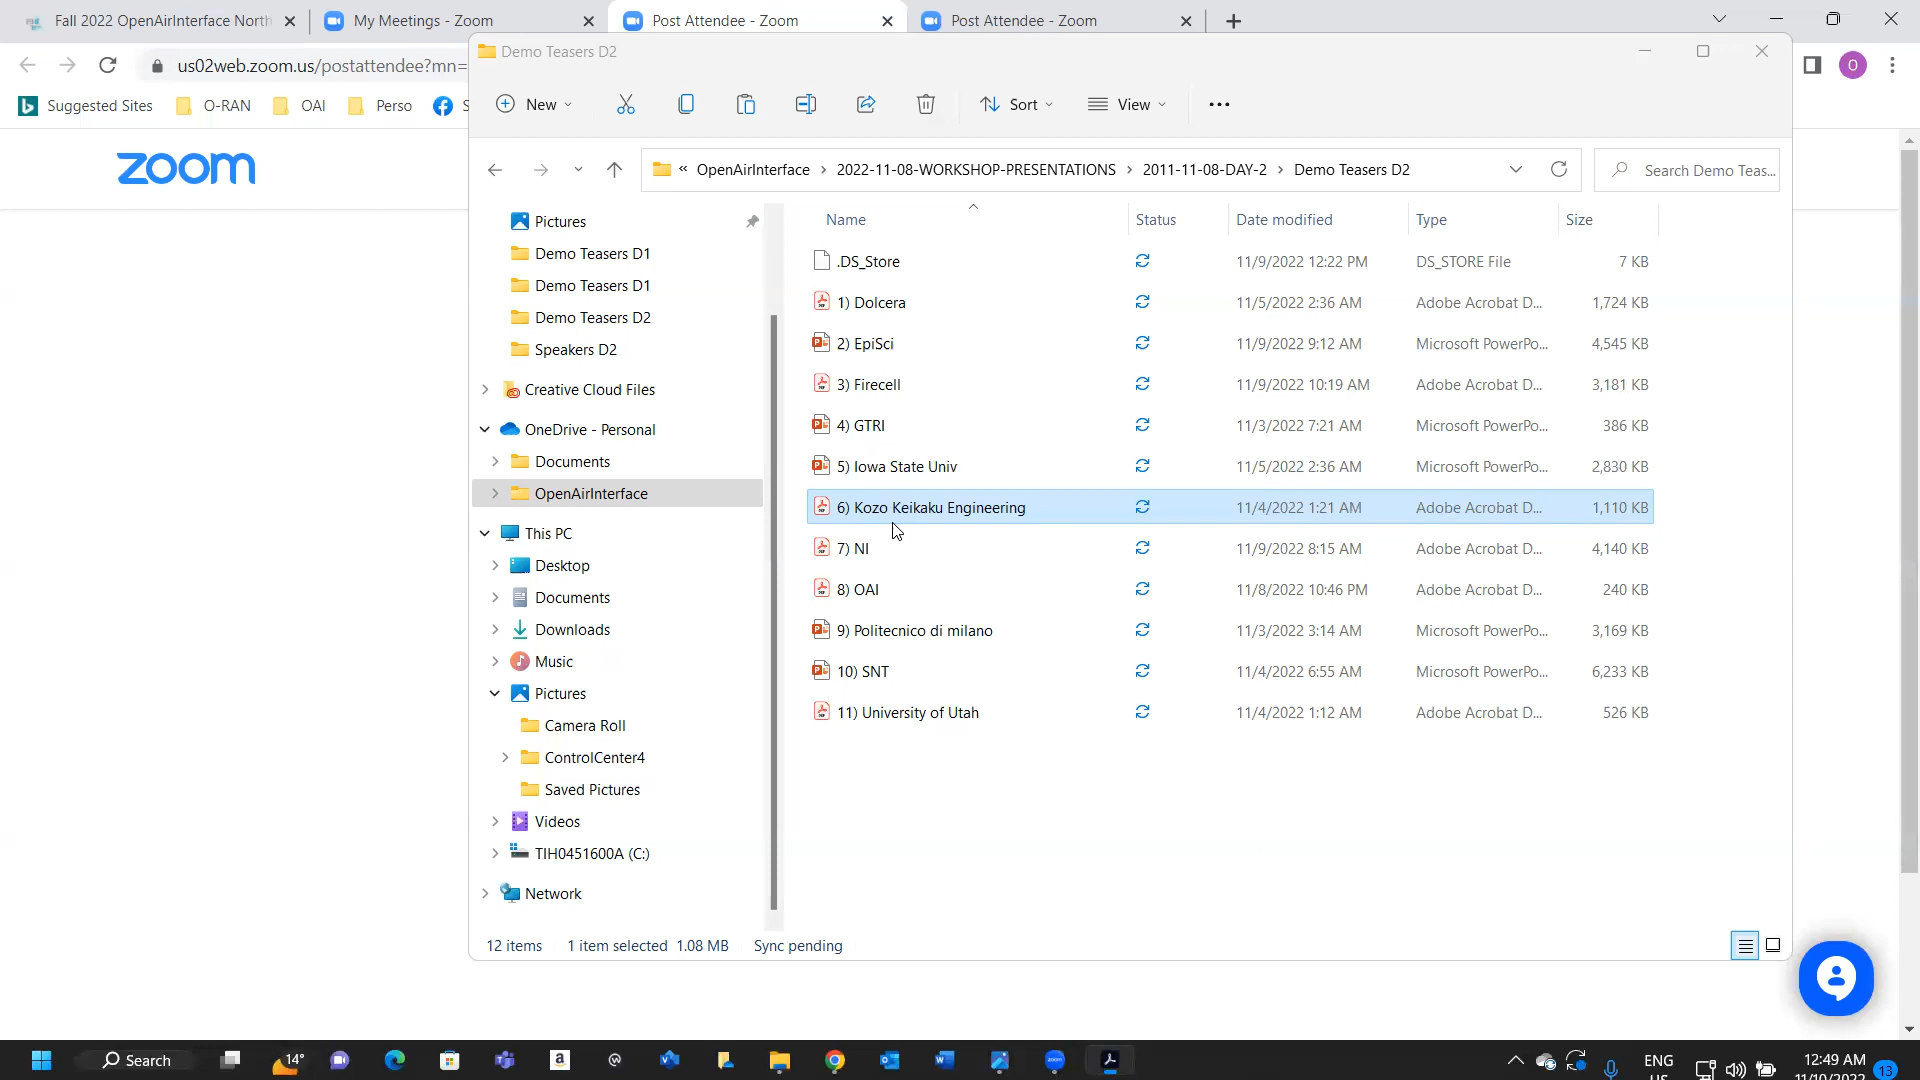 Fall 2022 OpenAirInterface North
My Meetings - Zoom
Post Attendee - Zoom
Post Attendee - Zoom
us02web.zoom.us/postattendee?mn=
O
Suggested Sites
O-RAN
OAI
Perso
S
zoom
Demo Teasers D2
New
Sort
View
« OpenAirInterface > 2022-11-08-WORKSHOP-PRESENTATIONS > 2011-11-08-DAY-2 > Demo Teasers D2
Search Demo Teas...
Pictures
Demo Teasers D1
Demo Teasers D1
Demo Teasers D2
Speakers D2
Creative Cloud Files
OneDrive - Personal
Documents
OpenAirInterface
This PC
Desktop
Documents
Downloads
Music
Pictures
Camera Roll
ControlCenter4
Saved Pictures
Videos
TIH0451600A (C:)
Network
Name Status Date modified Type Size
.DS_Store 11/9/2022 12:22 PM DS_STORE File 7 KB
1) Dolcera 11/5/2022 2:36 AM Adobe Acrobat D... 1,724 KB
2) EpiSci 11/9/2022 9:12 AM Microsoft PowerPo... 4,545 KB
3) Firecell 11/9/2022 10:19 AM Adobe Acrobat D... 3,181 KB
4) GTRI 11/3/2022 7:21 AM Microsoft PowerPo... 386 KB
5) Iowa State Univ 11/5/2022 2:36 AM Microsoft PowerPo... 2,830 KB
6) Kozo Keikaku Engineering 11/4/2022 1:21 AM Adobe Acrobat D... 1,110 KB
7) NI 11/9/2022 8:15 AM Adobe Acrobat D... 4,140 KB
8) OAI 11/8/2022 10:46 PM Adobe Acrobat D... 240 KB
9) Politecnico di milano 11/3/2022 3:14 AM Microsoft PowerPo... 3,169 KB
10) SNT 11/4/2022 6:55 AM Microsoft PowerPo... 6,233 KB
11) University of Utah 11/4/2022 1:12 AM Adobe Acrobat D... 526 KB
12 items 1 item selected 1.08 MB Sync pending
Search
14°
ENG
US
12:49 AM
11/10/2022
13